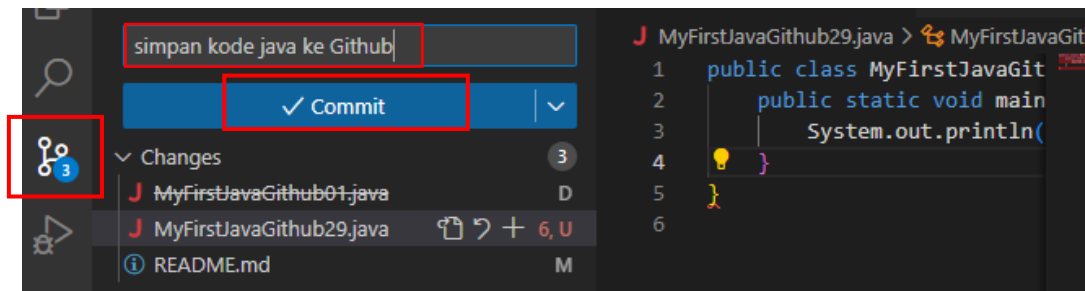 simpan kode java ke Github
Commit
3
Changes
3
MyFirstJavaGithub01.java
D
MyFirstJavaGithub29.java
6, U
README.md
M
J MyFirstJavaGithub29.java > MyFirstJavaGit
1 public class MyFirstJavaGit
2 public static void main
3 System.out.println(
4 }
5 }
6